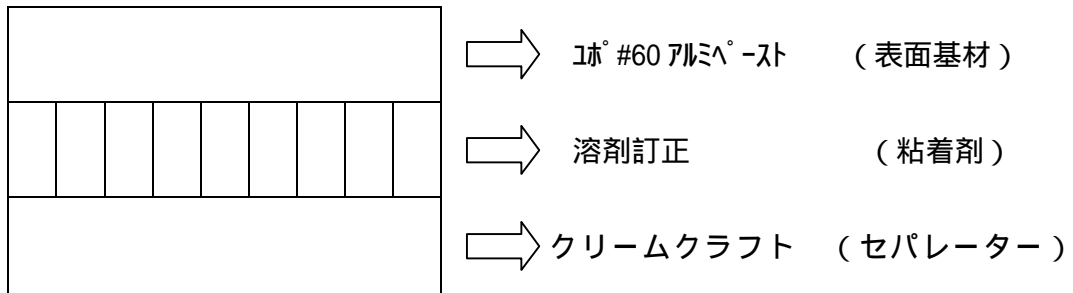 ﾕﾎﾟ #60 ｱﾙﾐﾍﾟｰｽﾄ （表面基材）
溶剤訂正 （粘着剤）
クリームクラフト （セパレーター）